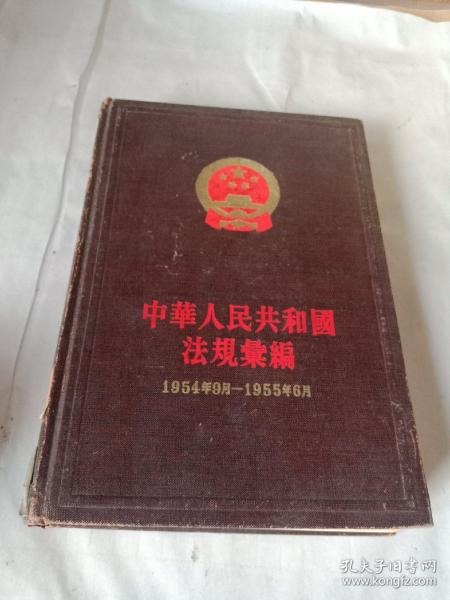 中華人民共和國
法規彙編
1954年9月—1955年6月
孔夫子旧书网
www.kongfz.com